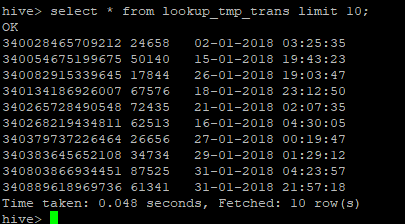 hive> select * from lookup_tmp_trans limit 10;
OK
340028465709212 24658 02-01-2018 03:25:35
340054675199675 50140 15-01-2018 19:43:23
340082915339645 17844 26-01-2018 19:03:47
340134186926007 67576 18-01-2018 23:12:50
340265728490548 72435 21-01-2018 02:07:35
340268219434811 62513 16-01-2018 04:30:05
340379737226464 26656 27-01-2018 00:19:47
340383645652108 34734 29-01-2018 01:29:12
340803866934451 87525 31-01-2018 04:23:57
340889618969736 61341 31-01-2018 21:57:18
Time taken: 0.048 seconds, Fetched: 10 row(s)
hive>